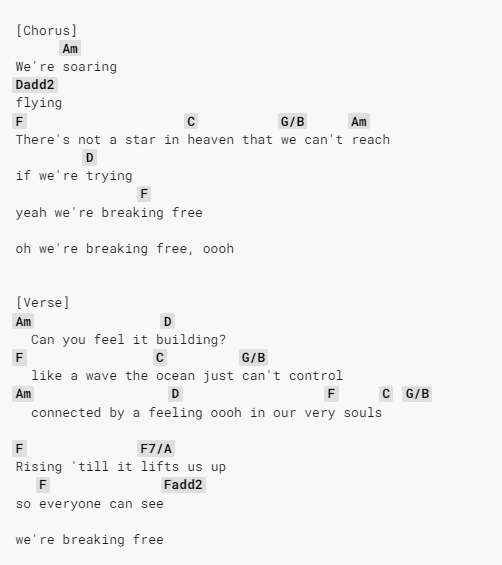 [Chorus]
Am
We're soaring
Dadd2
flying
F C G/B Am
There's not a star in heaven that we can't reach
D
if we're trying
F
yeah we're breaking free
oh we're breaking free, oooh
[Verse]
Am D
Can you feel it building?
F C G/B
like a wave the ocean just can't control
Am D F C G/B
connected by a feeling oooh in our very souls
F F7/A
Rising 'till it lifts us up
F Fadd2
so everyone can see
we're breaking free